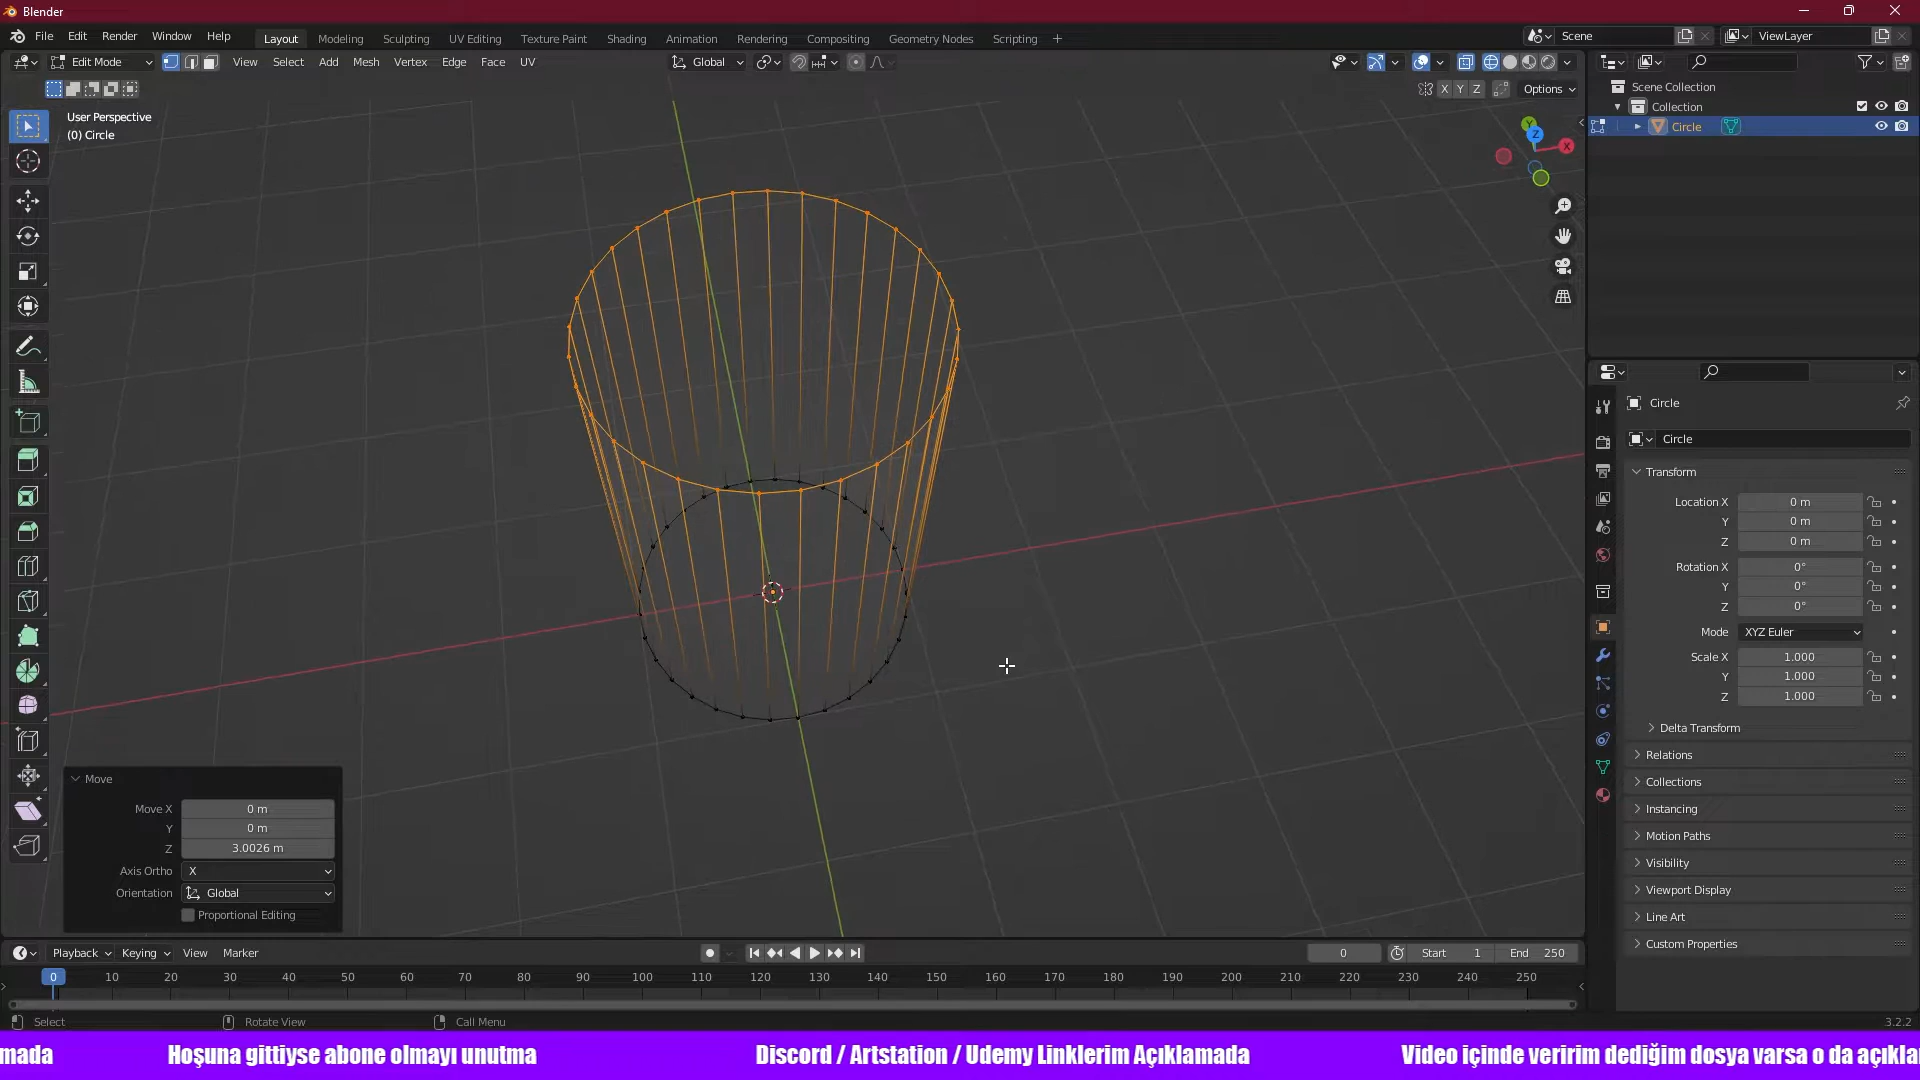 Blender
File Edit Render Window Help
Layout Modeling Sculpting UV Editing Texture Paint Shading Animation Rendering Compositing Geometry Nodes Scripting +
Scene
ViewLayer
Edit Mode View Select Add Mesh Vertex Edge Face UV
Global
X Y Z Options
User Perspective
(0) Circle
Y Z X
Scene Collection
Collection
Circle
Circle
Circle
Transform
Location X 0 m
Y 0 m
Z 0 m
Rotation X 0°
Y 0°
Z 0°
Mode XYZ Euler
Scale X 1.000
Y 1.000
Z 1.000
Delta Transform
Relations
Collections
Instancing
Motion Paths
Visibility
Viewport Display
Line Art
Custom Properties
Move
Move X 0 m
Y 0 m
Z 3.0026 m
Axis Ortho X
Orientation Global
Proportional Editing
Playback Keying View Marker
0 Start 1 End 250
0 10 20 30 40 50 60 70 80 90 100 110 120 130 140 150 160 170 180 190 200 210 220 230 240 250
Select Rotate View Call Menu 3.2.2
mada Hoşuna gittiyse abone olmayı unutma Discord / Artstation / Udemy Linklerim Açıklamada Video içinde veririm dediğim dosya varsa o da açıkla